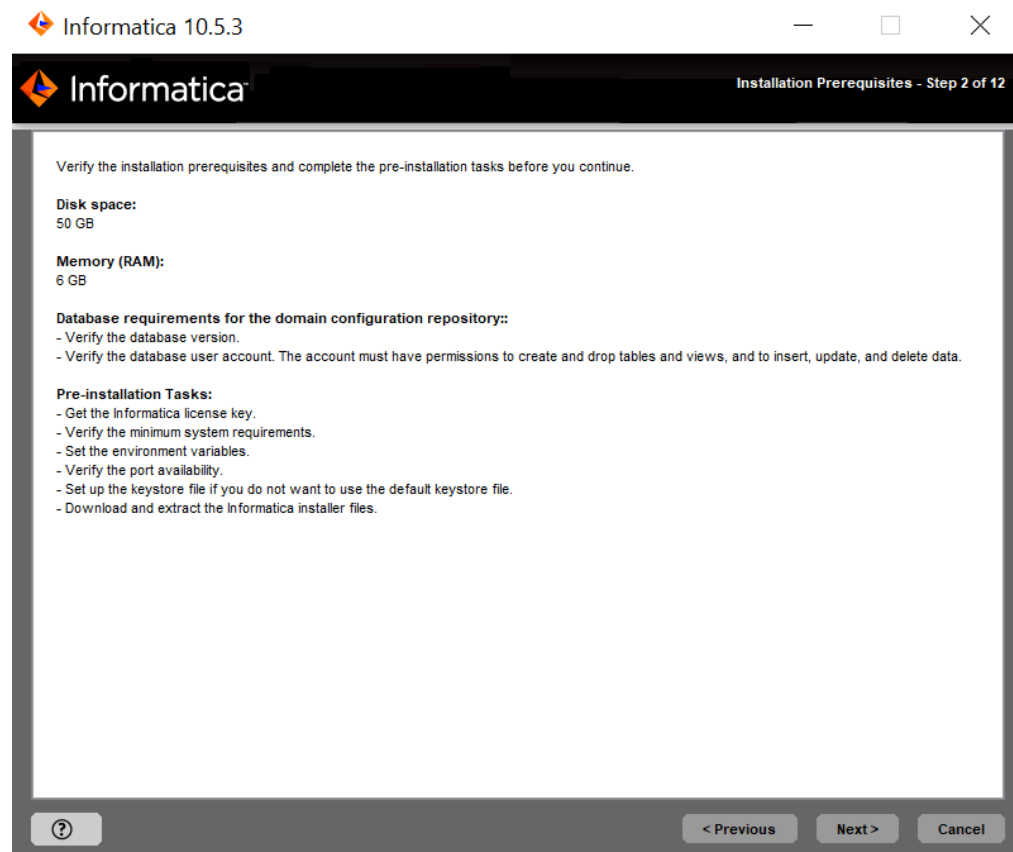 Informatica 10.5.3
Informatica
Installation Prerequisites - Step 2 of 12
Verify the installation prerequisites and complete the pre-installation tasks before you continue.
Disk space:
50 GB
Memory (RAM):
6 GB
Database requirements for the domain configuration repository::
- Verify the database version.
- Verify the database user account. The account must have permissions to create and drop tables and views, and to insert, update, and delete data.
Pre-installation Tasks:
- Get the Informatica license key.
- Verify the minimum system requirements.
- Set the environment variables.
- Verify the port availability.
- Set up the keystore file if you do not want to use the default keystore file.
- Download and extract the Informatica installer files.
?
< Previous
Next >
Cancel